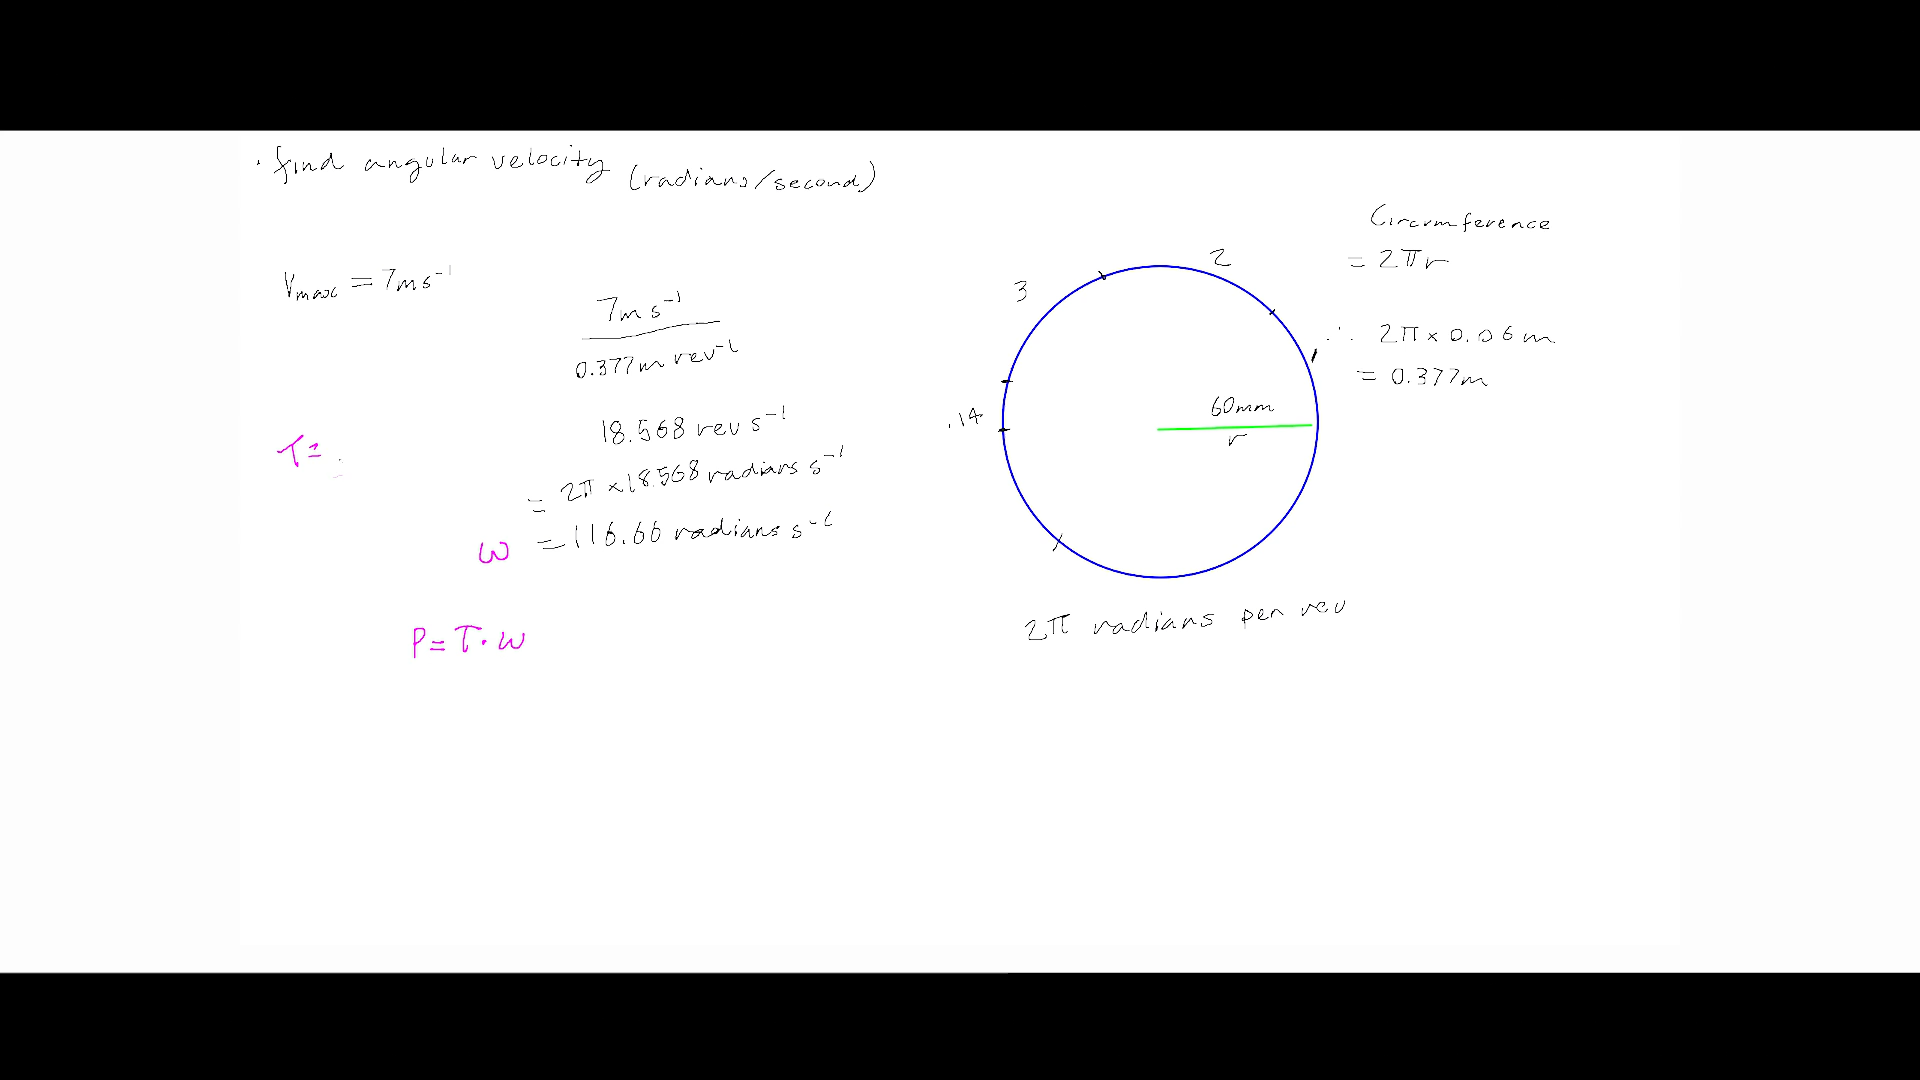 · find angular velocity (radians/second)
Vmax = 7ms⁻¹
7ms⁻¹
0.377m rev⁻¹
18.568 rev s⁻¹
= 2π ×18.568 radians s⁻¹
ω = 116.66 radians s⁻¹
τ=
P = τ·ω
Circumference
= 2πr
∴ 2π × 0.06m
= 0.377m
2
3
.14
60mm
r
2π radians per rev